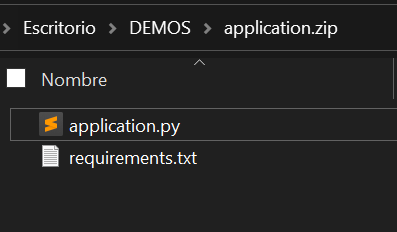 Escritorio > DEMOS > application.zip
Nombre
application.py
requirements.txt